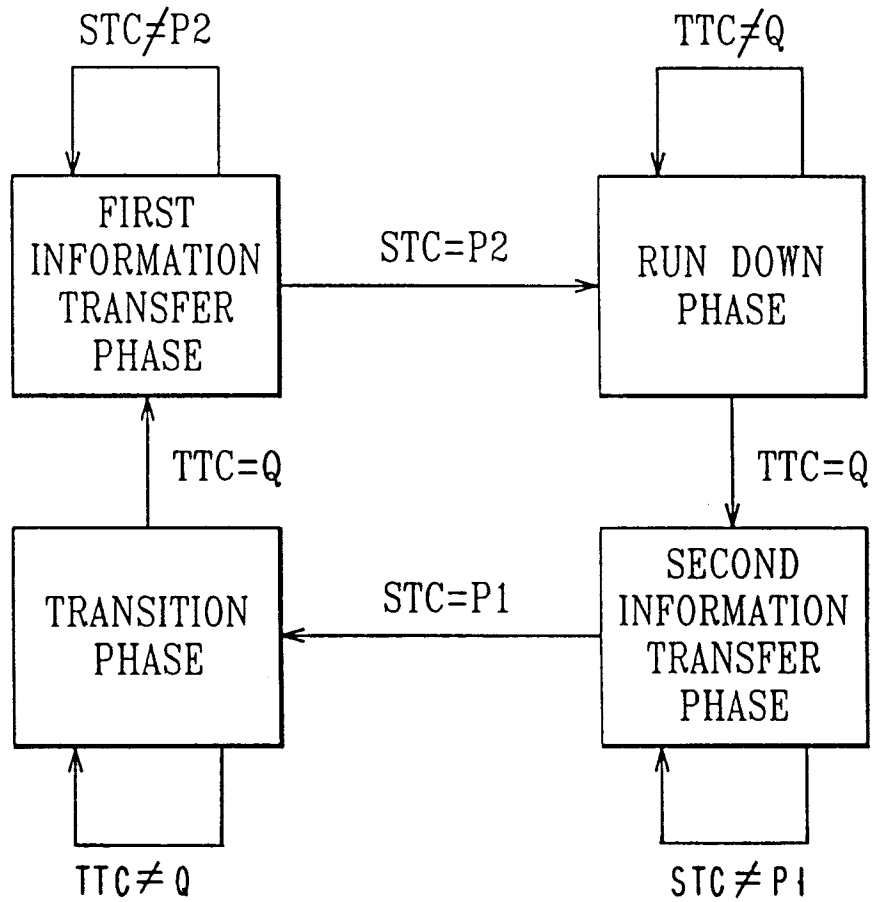 STC≠P2
TTC≠Q
FIRST
INFORMATION
TRANSFER
PHASE
STC=P2
RUN DOWN
PHASE
TTC=Q
TTC=Q
TRANSITION
PHASE
STC=P1
SECOND
INFORMATION
TRANSFER
PHASE
TTC≠Q
STC≠P1